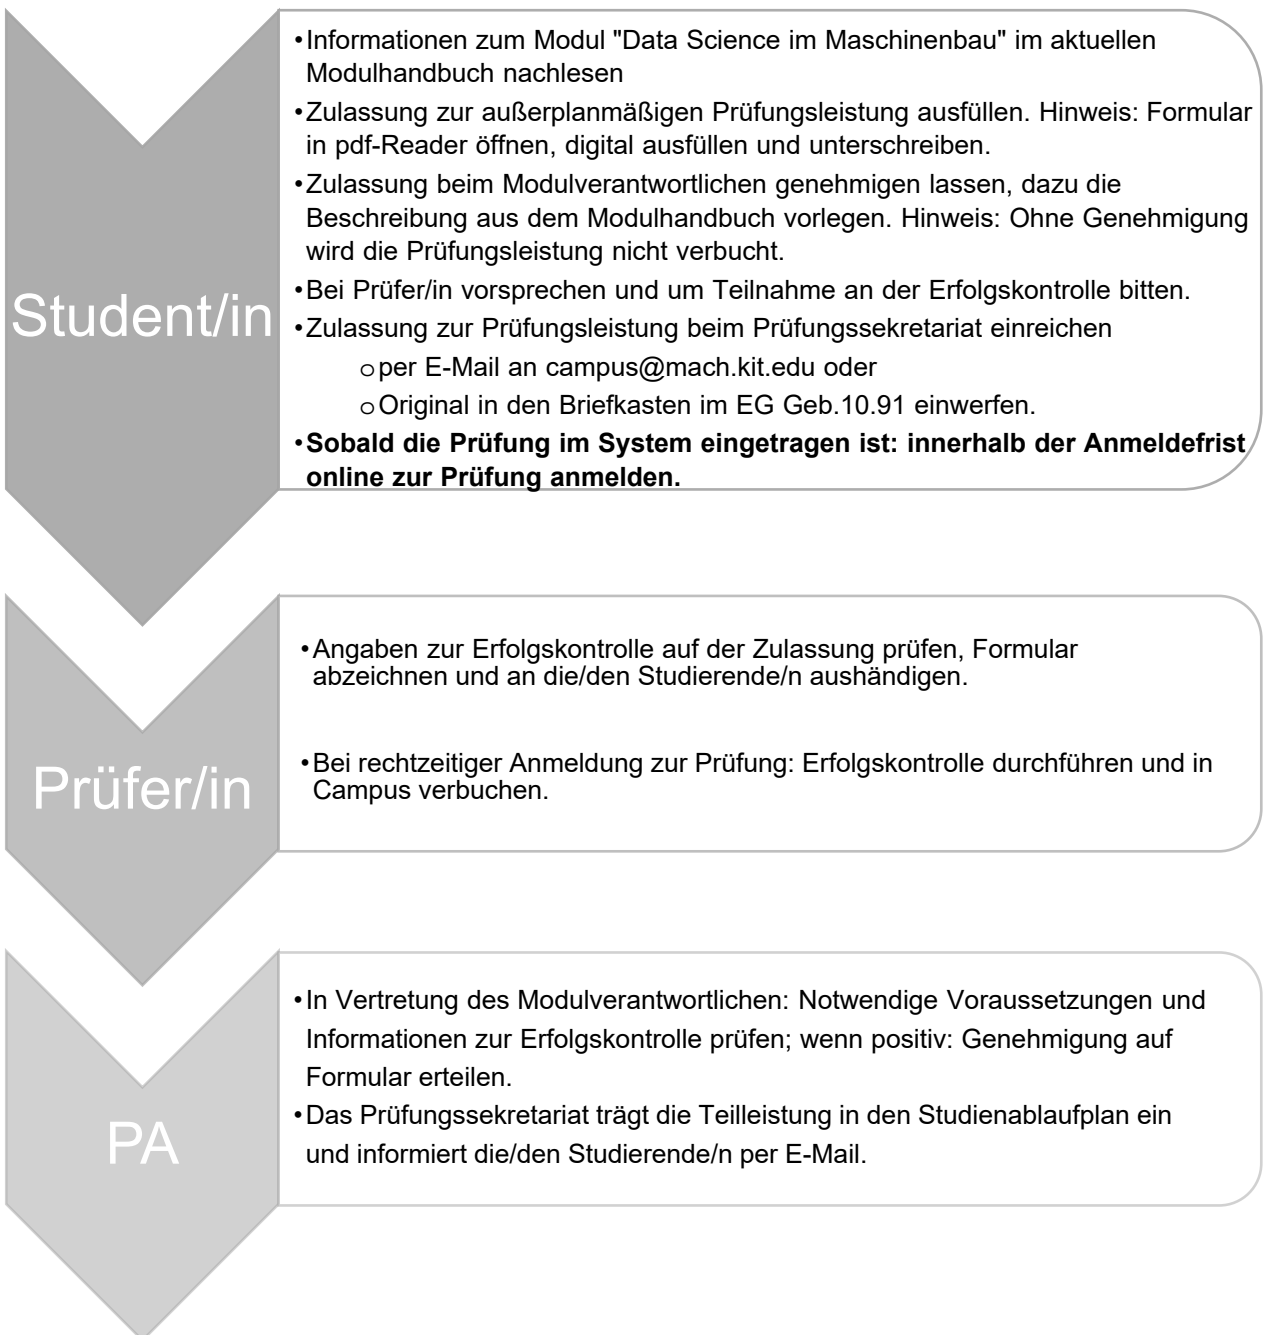 Student/in
•Informationen zum Modul "Data Science im Maschinenbau" im aktuellen
Modulhandbuch nachlesen
•Zulassung zur außerplanmäßigen Prüfungsleistung ausfüllen. Hinweis: Formular
in pdf-Reader öffnen, digital ausfüllen und unterschreiben.
•Zulassung beim Modulverantwortlichen genehmigen lassen, dazu die
Beschreibung aus dem Modulhandbuch vorlegen. Hinweis: Ohne Genehmigung
wird die Prüfungsleistung nicht verbucht.
•Bei Prüfer/in vorsprechen und um Teilnahme an der Erfolgskontrolle bitten.
•Zulassung zur Prüfungsleistung beim Prüfungssekretariat einreichen
o per E-Mail an campus@mach.kit.edu oder
o Original in den Briefkasten im EG Geb.10.91 einwerfen.
•Sobald die Prüfung im System eingetragen ist: innerhalb der Anmeldefrist
online zur Prüfung anmelden.
Prüfer/in
•Angaben zur Erfolgskontrolle auf der Zulassung prüfen, Formular
abzeichnen und an die/den Studierende/n aushändigen.
•Bei rechtzeitiger Anmeldung zur Prüfung: Erfolgskontrolle durchführen und in
Campus verbuchen.
PA
•In Vertretung des Modulverantwortlichen: Notwendige Voraussetzungen und
Informationen zur Erfolgskontrolle prüfen; wenn positiv: Genehmigung auf
Formular erteilen.
•Das Prüfungssekretariat trägt die Teilleistung in den Studienablaufplan ein
und informiert die/den Studierende/n per E-Mail.